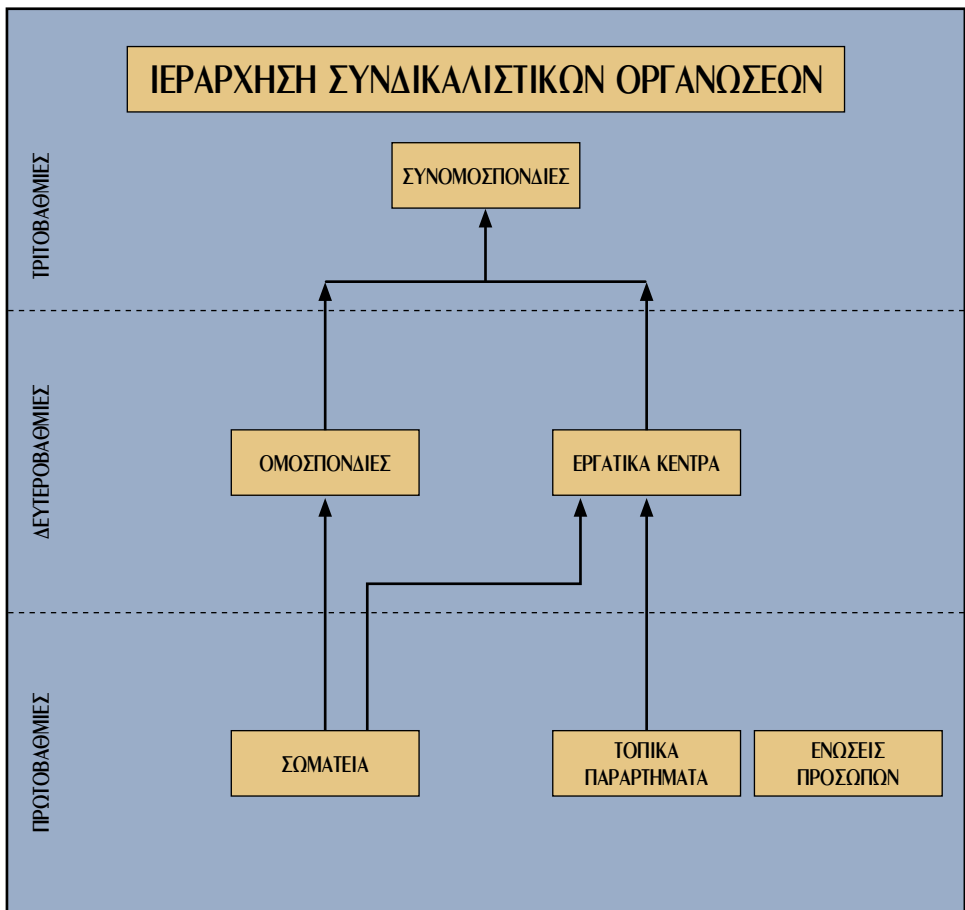 ΙΕΡΑΡΧΗΣΗ ΣΥΝΔΙΚΑΛΙΣΤΙΚΩΝ ΟΡΓΑΝΩΣΕΩΝ
ΤΡΙΤΟΒΑΘΜΙΕΣ
ΣΥΝΟΜΟΣΠΟΝΔΙΕΣ
ΔΕΥΤΕΡΟΒΑΘΜΙΕΣ
ΟΜΟΣΠΟΝΔΙΕΣ
ΕΡΓΑΤΙΚΑ ΚΕΝΤΡΑ
ΠΡΩΤΟΒΑΘΜΙΕΣ
ΣΩΜΑΤΕΙΑ
ΤΟΠΙΚΑ
ΠΑΡΑΡΤΗΜΑΤΑ
ΕΝΩΣΕΙΣ
ΠΡΟΣΩΠΩΝ